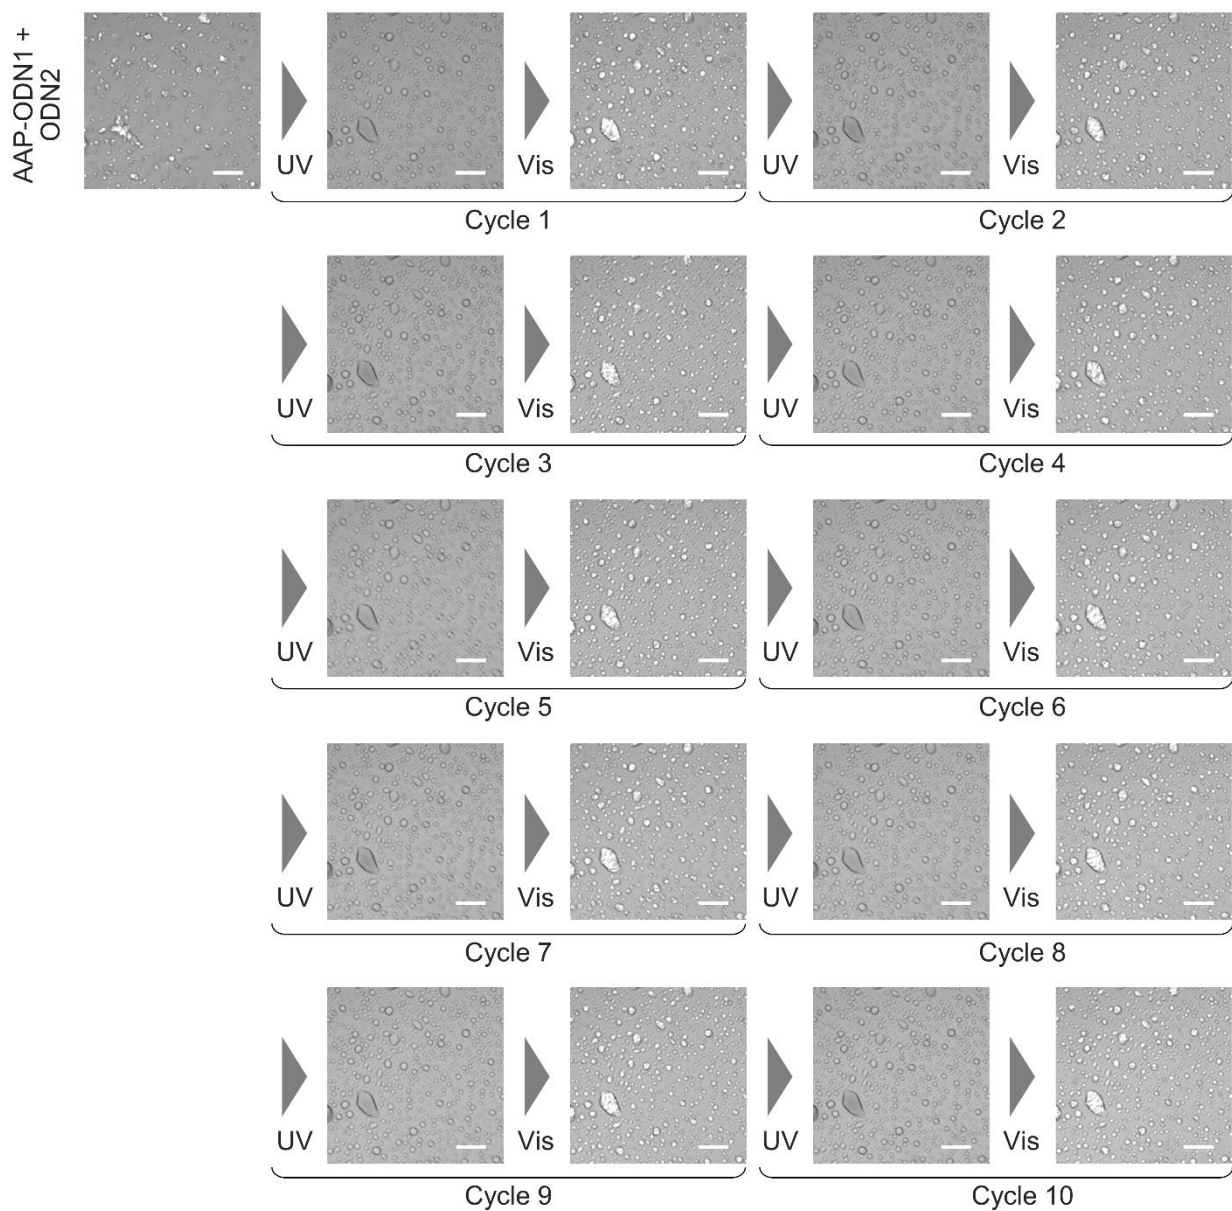 AAP-ODN1 +
ODN2
UV
Vis
UV
Vis
Cycle 1
Cycle 2
UV
Vis
UV
Vis
Cycle 3
Cycle 4
UV
Vis
UV
Vis
Cycle 5
Cycle 6
UV
Vis
UV
Vis
Cycle 7
Cycle 8
UV
Vis
UV
Vis
Cycle 9
Cycle 10